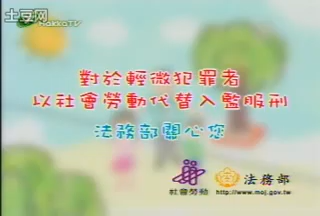 土豆网
HakkaTV
對於輕微犯罪者
以社會勞動代替入監服刑
法務部關心您
社會勞動
法務部
http://www.moj.gov.tw